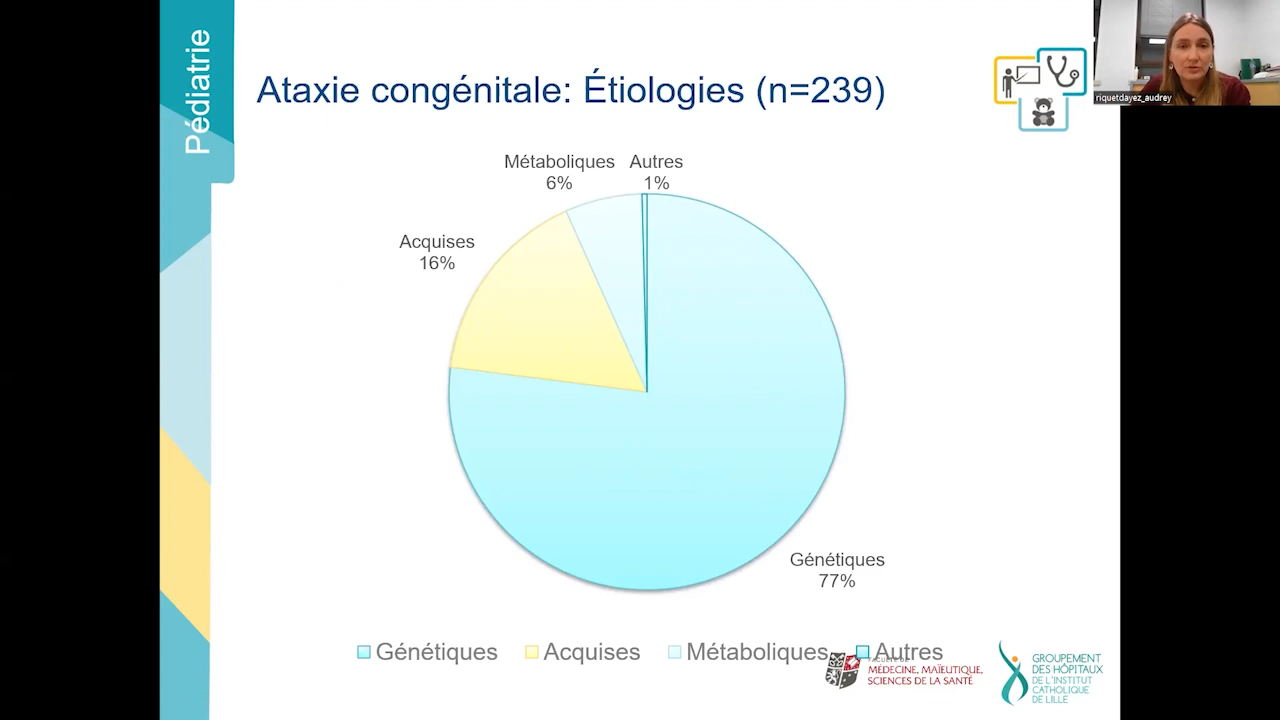 Pédiatrie
Ataxie congénitale: Étiologies (n=239)
riquetdayez_audrey
Métaboliques
6%
Autres
1%
Acquises
16%
Génétiques
77%
Génétiques
Acquises
Métaboliques
Autres
MÉDECINE, MAÏEUTIQUE,
SCIENCES DE LA SANTÉ
GROUPEMENT
DES HÔPITAUX
DE L'INSTITUT
CATHOLIQUE
DE LILLE